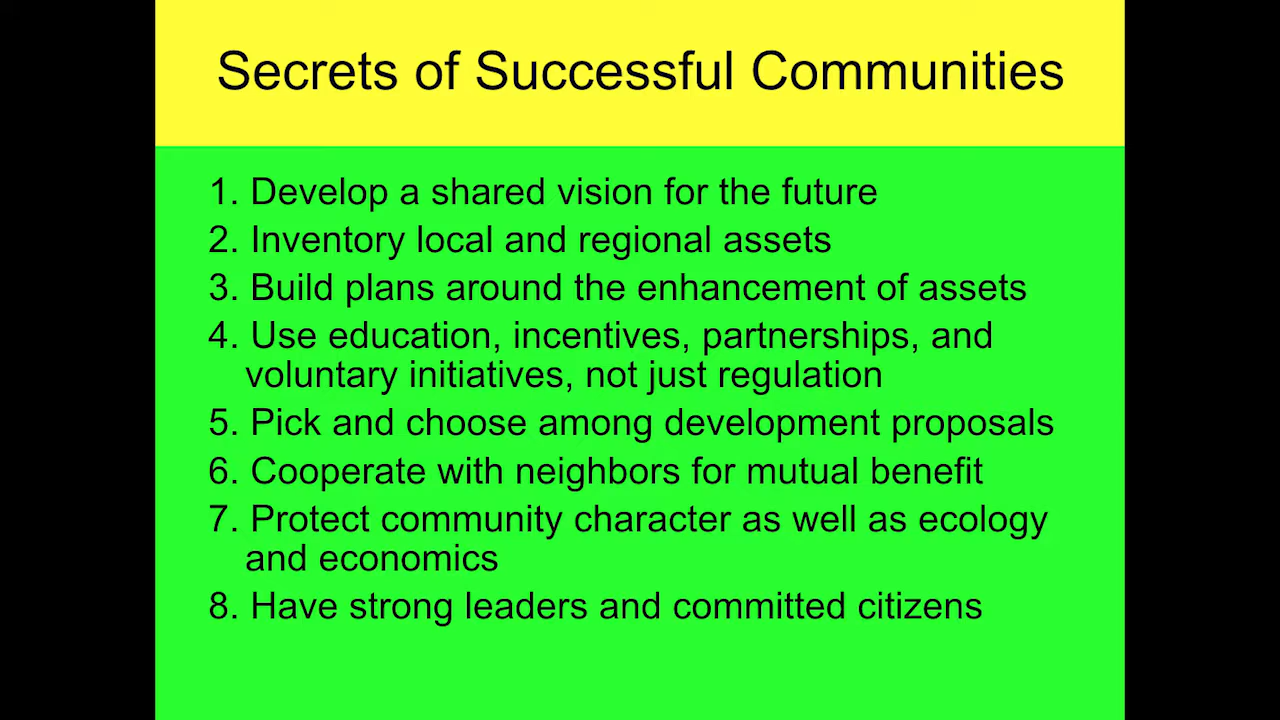 Secrets of Successful Communities
1. Develop a shared vision for the future
2. Inventory local and regional assets
3. Build plans around the enhancement of assets
4. Use education, incentives, partnerships, and
voluntary initiatives, not just regulation
5. Pick and choose among development proposals
6. Cooperate with neighbors for mutual benefit
7. Protect community character as well as ecology
and economics
8. Have strong leaders and committed citizens